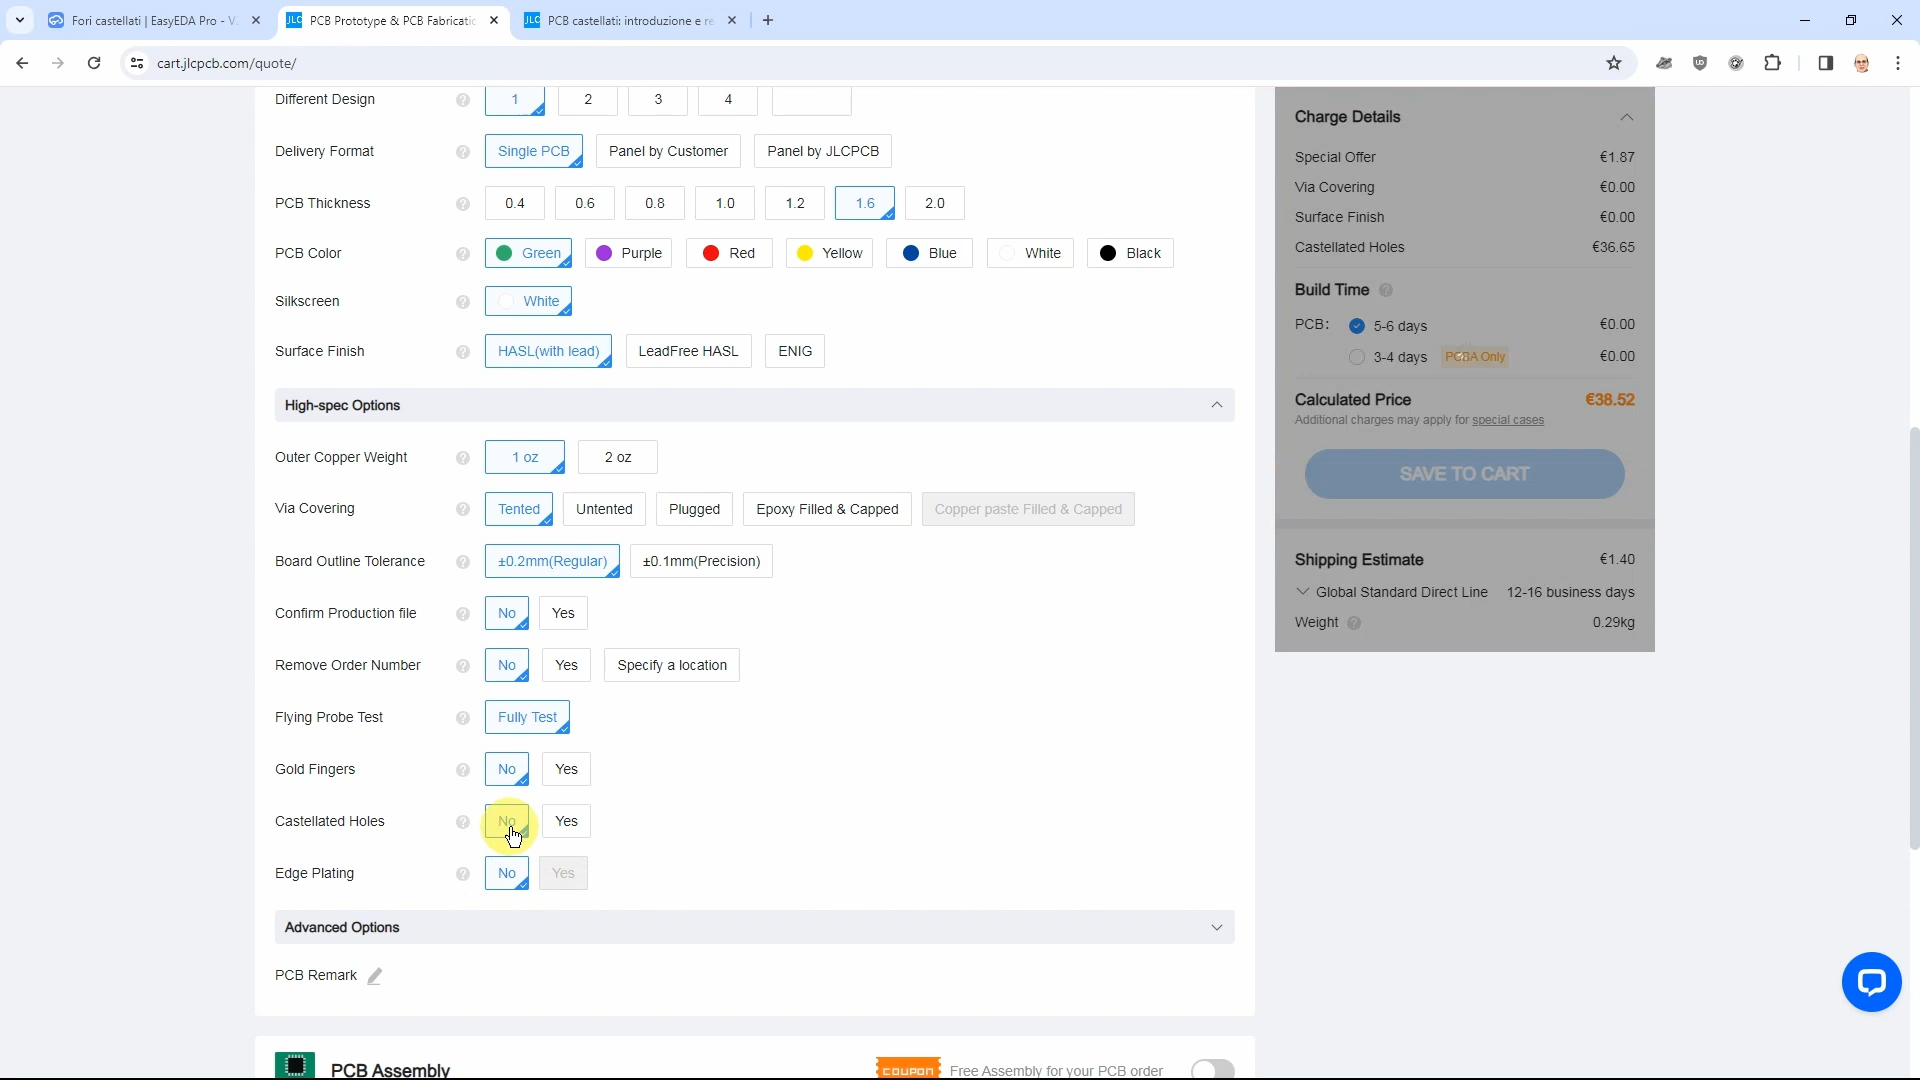 Fori castellati | EasyEDA Pro - V.
JLC PCB Prototype & PCB Fabricatic
JLC PCB castellati: introduzione e re
cart.jlcpcb.com/quote/
Different Design 1 2 3 4
Delivery Format Single PCB Panel by Customer Panel by JLCPCB
PCB Thickness 0.4 0.6 0.8 1.0 1.2 1.6 2.0
PCB Color Green Purple Red Yellow Blue White Black
Silkscreen White
Surface Finish HASL(with lead) LeadFree HASL ENIG
High-spec Options
Outer Copper Weight 1 oz 2 oz
Via Covering Tented Untented Plugged Epoxy Filled & Capped Copper paste Filled & Capped
Board Outline Tolerance ±0.2mm(Regular) ±0.1mm(Precision)
Confirm Production file No Yes
Remove Order Number No Yes Specify a location
Flying Probe Test Fully Test
Gold Fingers No Yes
Castellated Holes No Yes
Edge Plating No Yes
Advanced Options
PCB Remark
PCB Assembly COUPON Free Assembly for your PCB order
Charge Details
Special Offer €1.87
Via Covering €0.00
Surface Finish €0.00
Castellated Holes €36.65
Build Time
PCB: 5-6 days €0.00
3-4 days PCBA Only €0.00
Calculated Price €38.52
Additional charges may apply for special cases
SAVE TO CART
Shipping Estimate €1.40
Global Standard Direct Line 12-16 business days
Weight 0.29kg